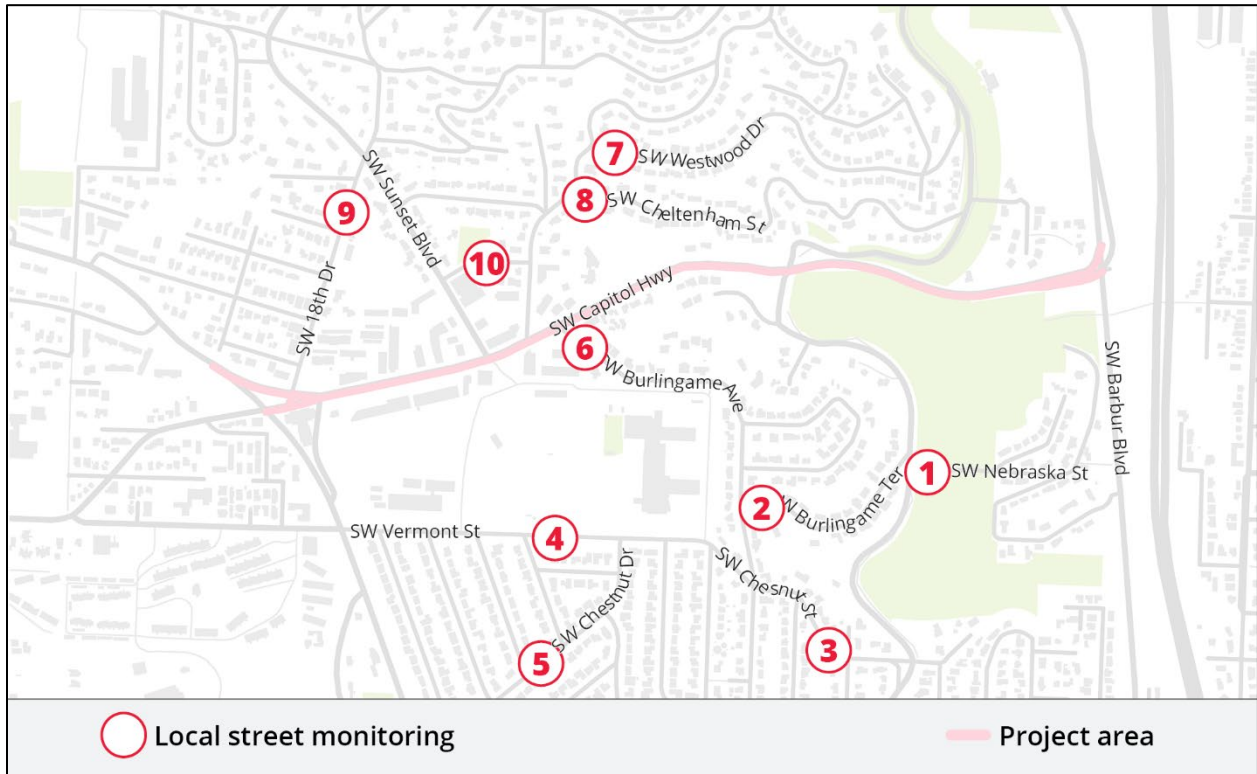 7
SW Westwood Dr
8
SW Cheltenham St
SW Sunset Blvd
9
10
SW 18th Dr
SW Capitol Hwy
6
W Burlingame Ave
SW Barbur Blvd
1
SW Nebraska St
2
W Burlingame Ter
4
SW Vermont St
SW Chesnut St
SW Chestnut Dr
3
5
Local street monitoring
Project area